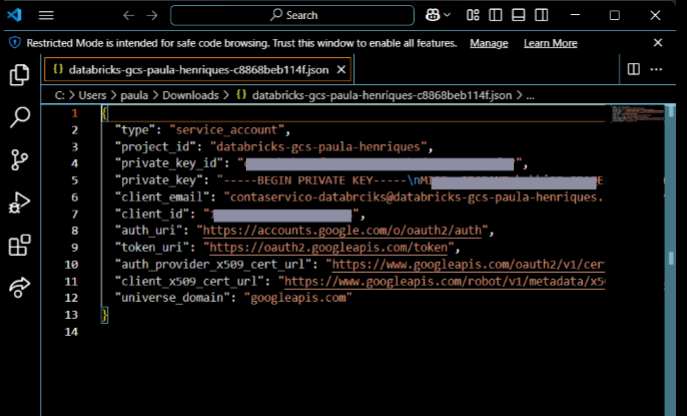 Search
Restricted Mode is intended for safe code browsing. Trust this window to enable all features. Manage Learn More
{} databricks-gcs-paula-henriques-c8868beb114f.json
C: > Users > paula > Downloads > {} databricks-gcs-paula-henriques-c8868beb114f.json > ...
1 {
2 "type": "service_account",
3 "project_id": "databricks-gcs-paula-henriques",
4 "private_key_id": "
5 "private_key": "-----BEGIN PRIVATE KEY-----\nMI
6 "client_email": "contaservico-databrciks@databricks-gcs-paula-henriques.
7 "client_id": " ",
8 "auth_uri": "https://accounts.google.com/o/oauth2/auth",
9 "token_uri": "https://oauth2.googleapis.com/token",
10 "auth_provider_x509_cert_url": "https://www.googleapis.com/oauth2/v1/cer
11 "client_x509_cert_url": "https://www.googleapis.com/robot/v1/metadata/x50
12 "universe_domain": "googleapis.com"
13 }
14